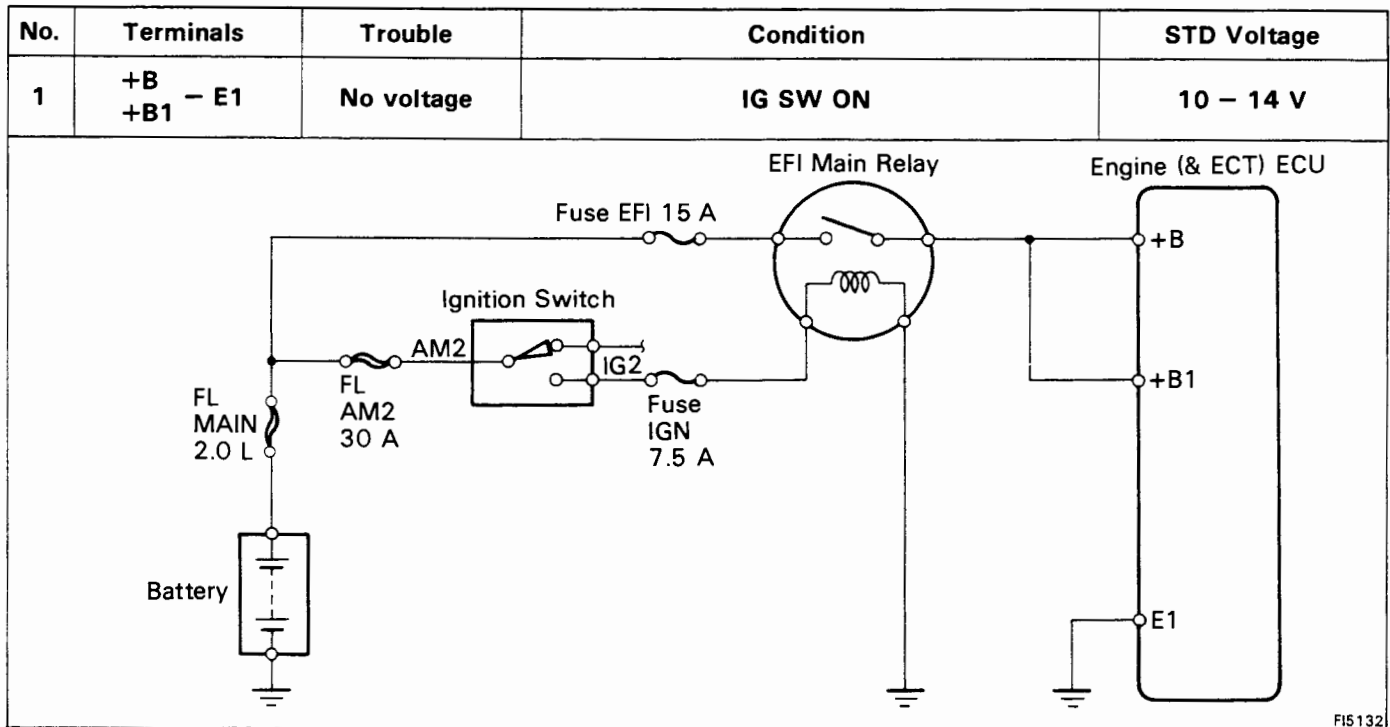 No. Terminals Trouble Condition STD Voltage
1 +B +B1 – E1 No voltage IG SW ON 10 – 14 V
EFI Main Relay
Engine (& ECT) ECU
Fuse EFI 15 A
+B
Ignition Switch
AM2
IG2
+B1
FL
MAIN
2.0 L
FL
AM2
30 A
Fuse
IGN
7.5 A
Battery
E1
FI5132